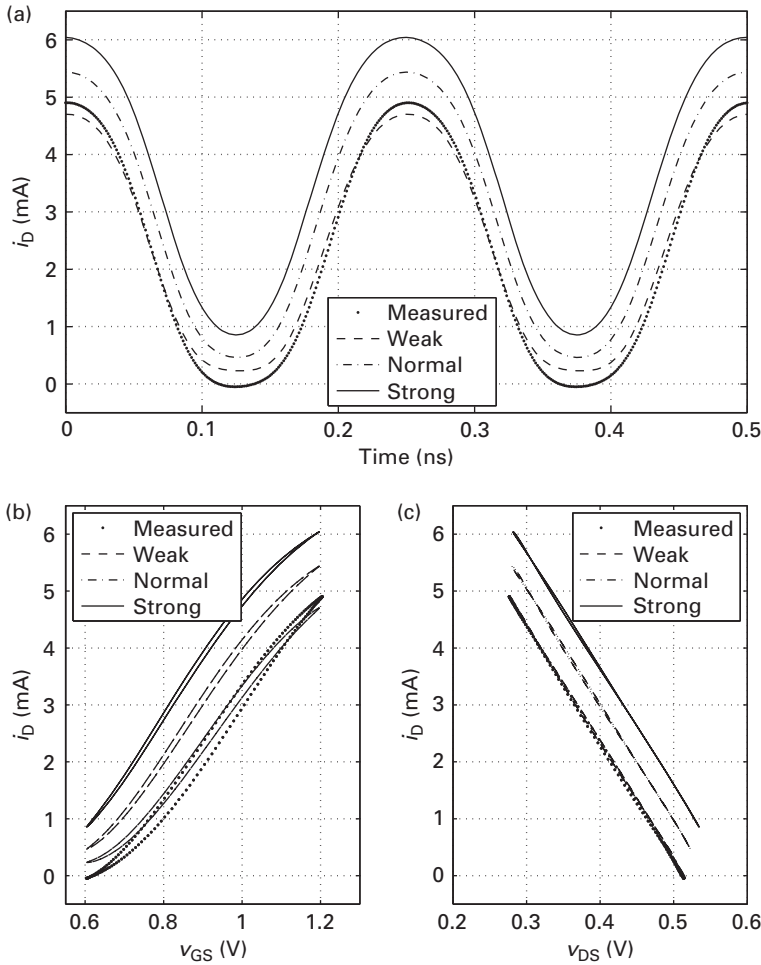 (a)
6
5
4
3
2
1
0
i_D (mA)
Measured
Weak
Normal
Strong
0 0.1 0.2 0.3 0.4 0.5
Time (ns)
(b)
Measured
Weak
Normal
Strong
6
5
4
3
2
1
0
i_D (mA)
0.6 0.8 1 1.2
v_GS (V)
(c)
Measured
Weak
Normal
Strong
6
5
4
3
2
1
0
i_D (mA)
0.2 0.3 0.4 0.5 0.6
v_DS (V)